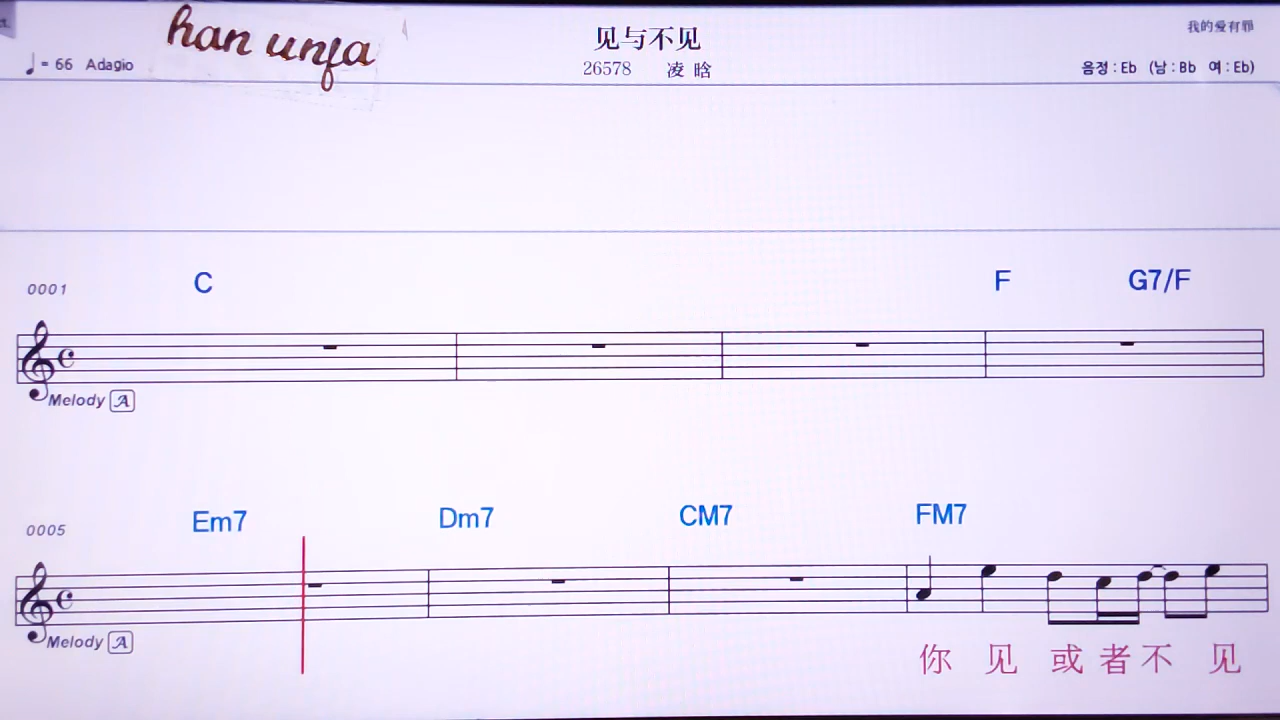 han unfa
见与不见
我的爱有罪
♩= 66 Adagio
26578 凌晗
음정 : Eb (남 : Bb 여 : Eb)
0001
C F G7/F
Melody A
0005
Em7 Dm7 CM7 FM7
Melody A
你 见 或 者 不 见